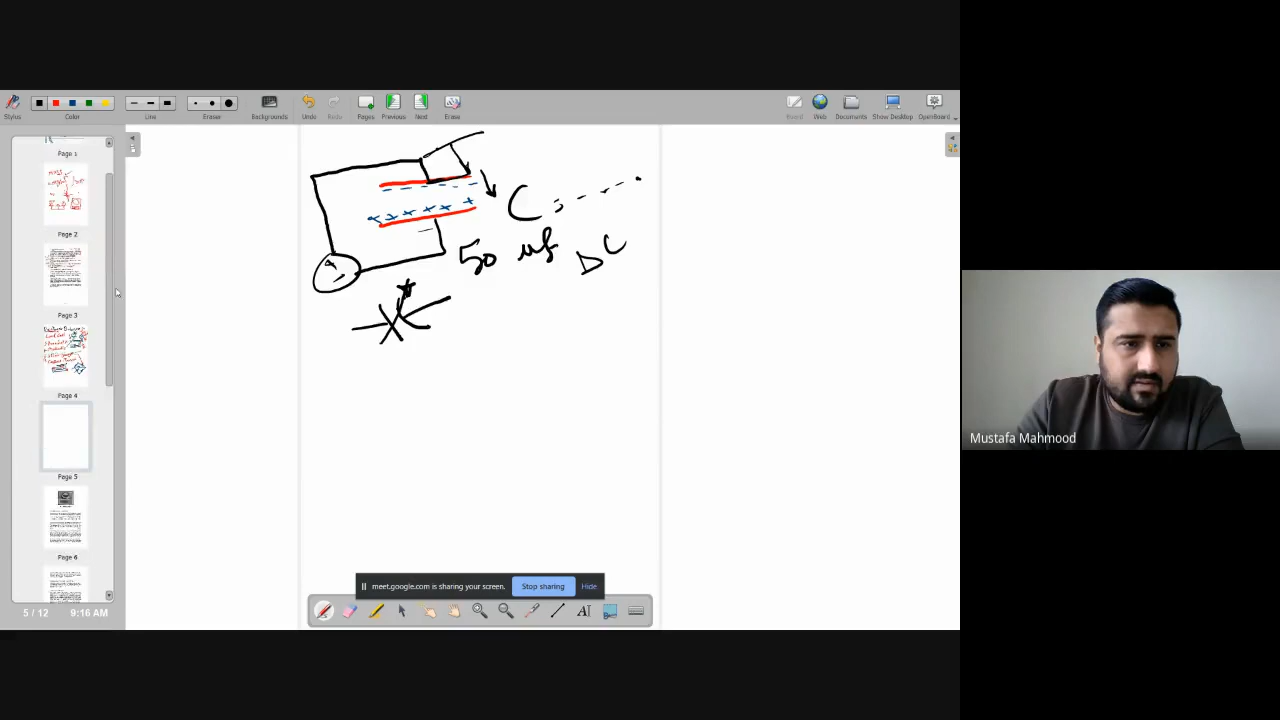 Stylus
Color
Line
Eraser
Backgrounds
Undo
Redo
Pages
Previous
Next
Erase
Board
Web
Documents
Show Desktop
OpenBoard
Page 1
Page 2
Page 3
Page 4
Page 5
Page 6
5 / 12 9:16 AM
C =
50 uf DC
meet.google.com is sharing your screen. Stop sharing Hide
Mustafa Mahmood